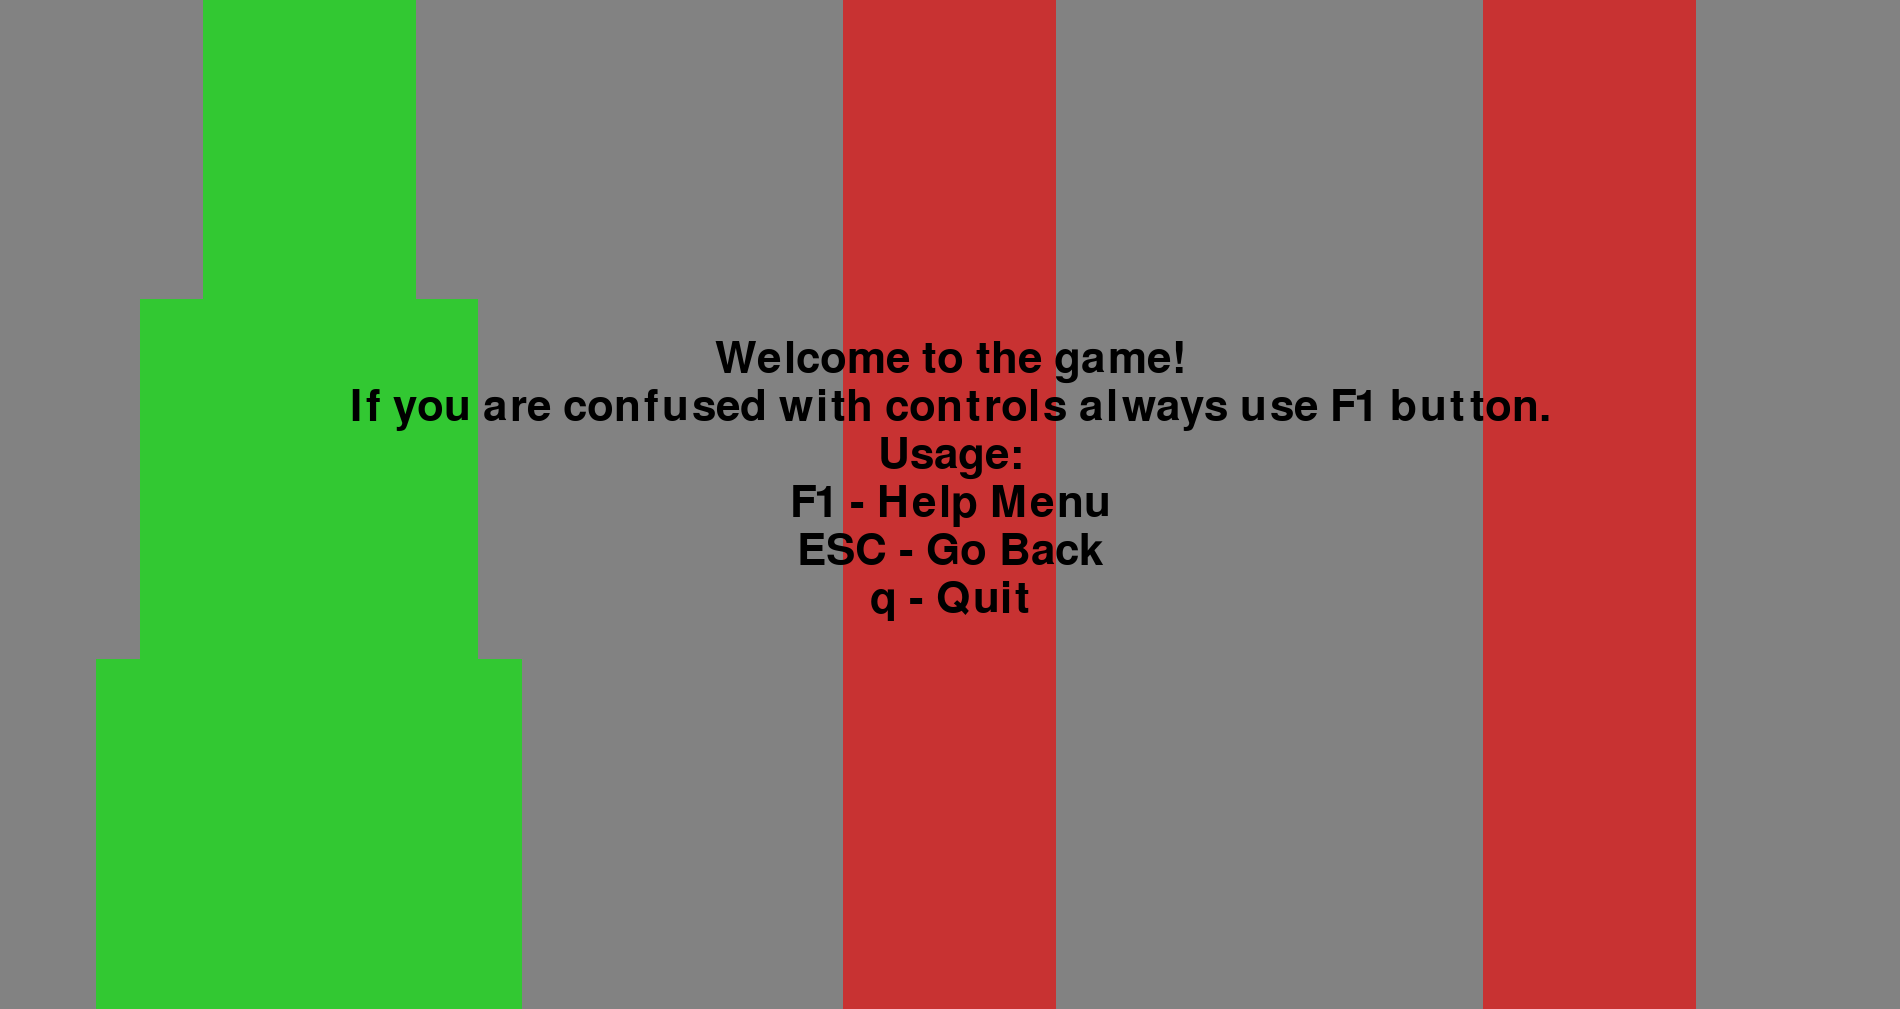 Welcome to the game!
If you are confused with controls always use F1 button.
Usage:
F1 - Help Menu
ESC - Go Back
q - Quit